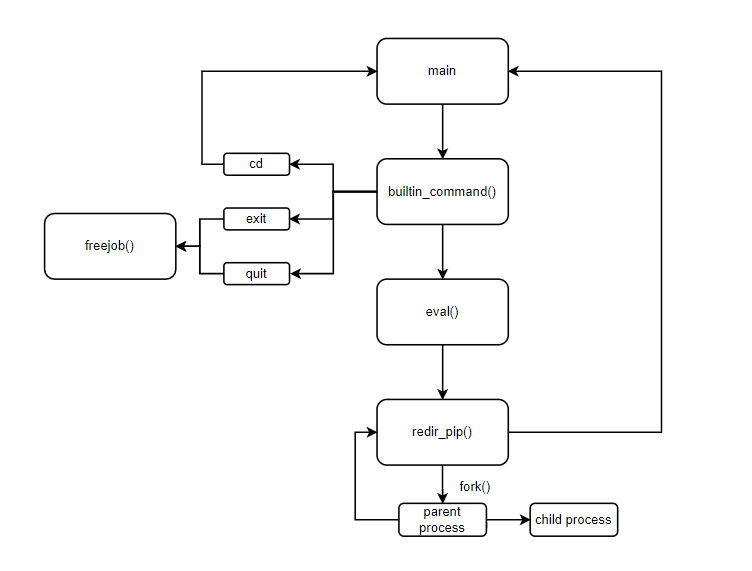 main
cd
builtin_command()
exit
freejob()
quit
eval()
redir_pip()
fork()
parent
process
child process